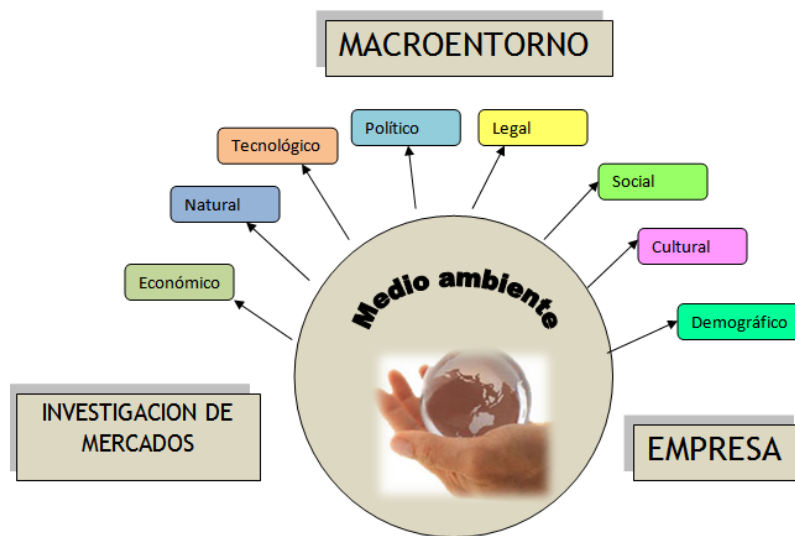 MACROENTORNO
Político
Legal
Tecnológico
Social
Natural
Cultural
Económico
Demográfico
Medio ambiente
INVESTIGACION DE
MERCADOS
EMPRESA